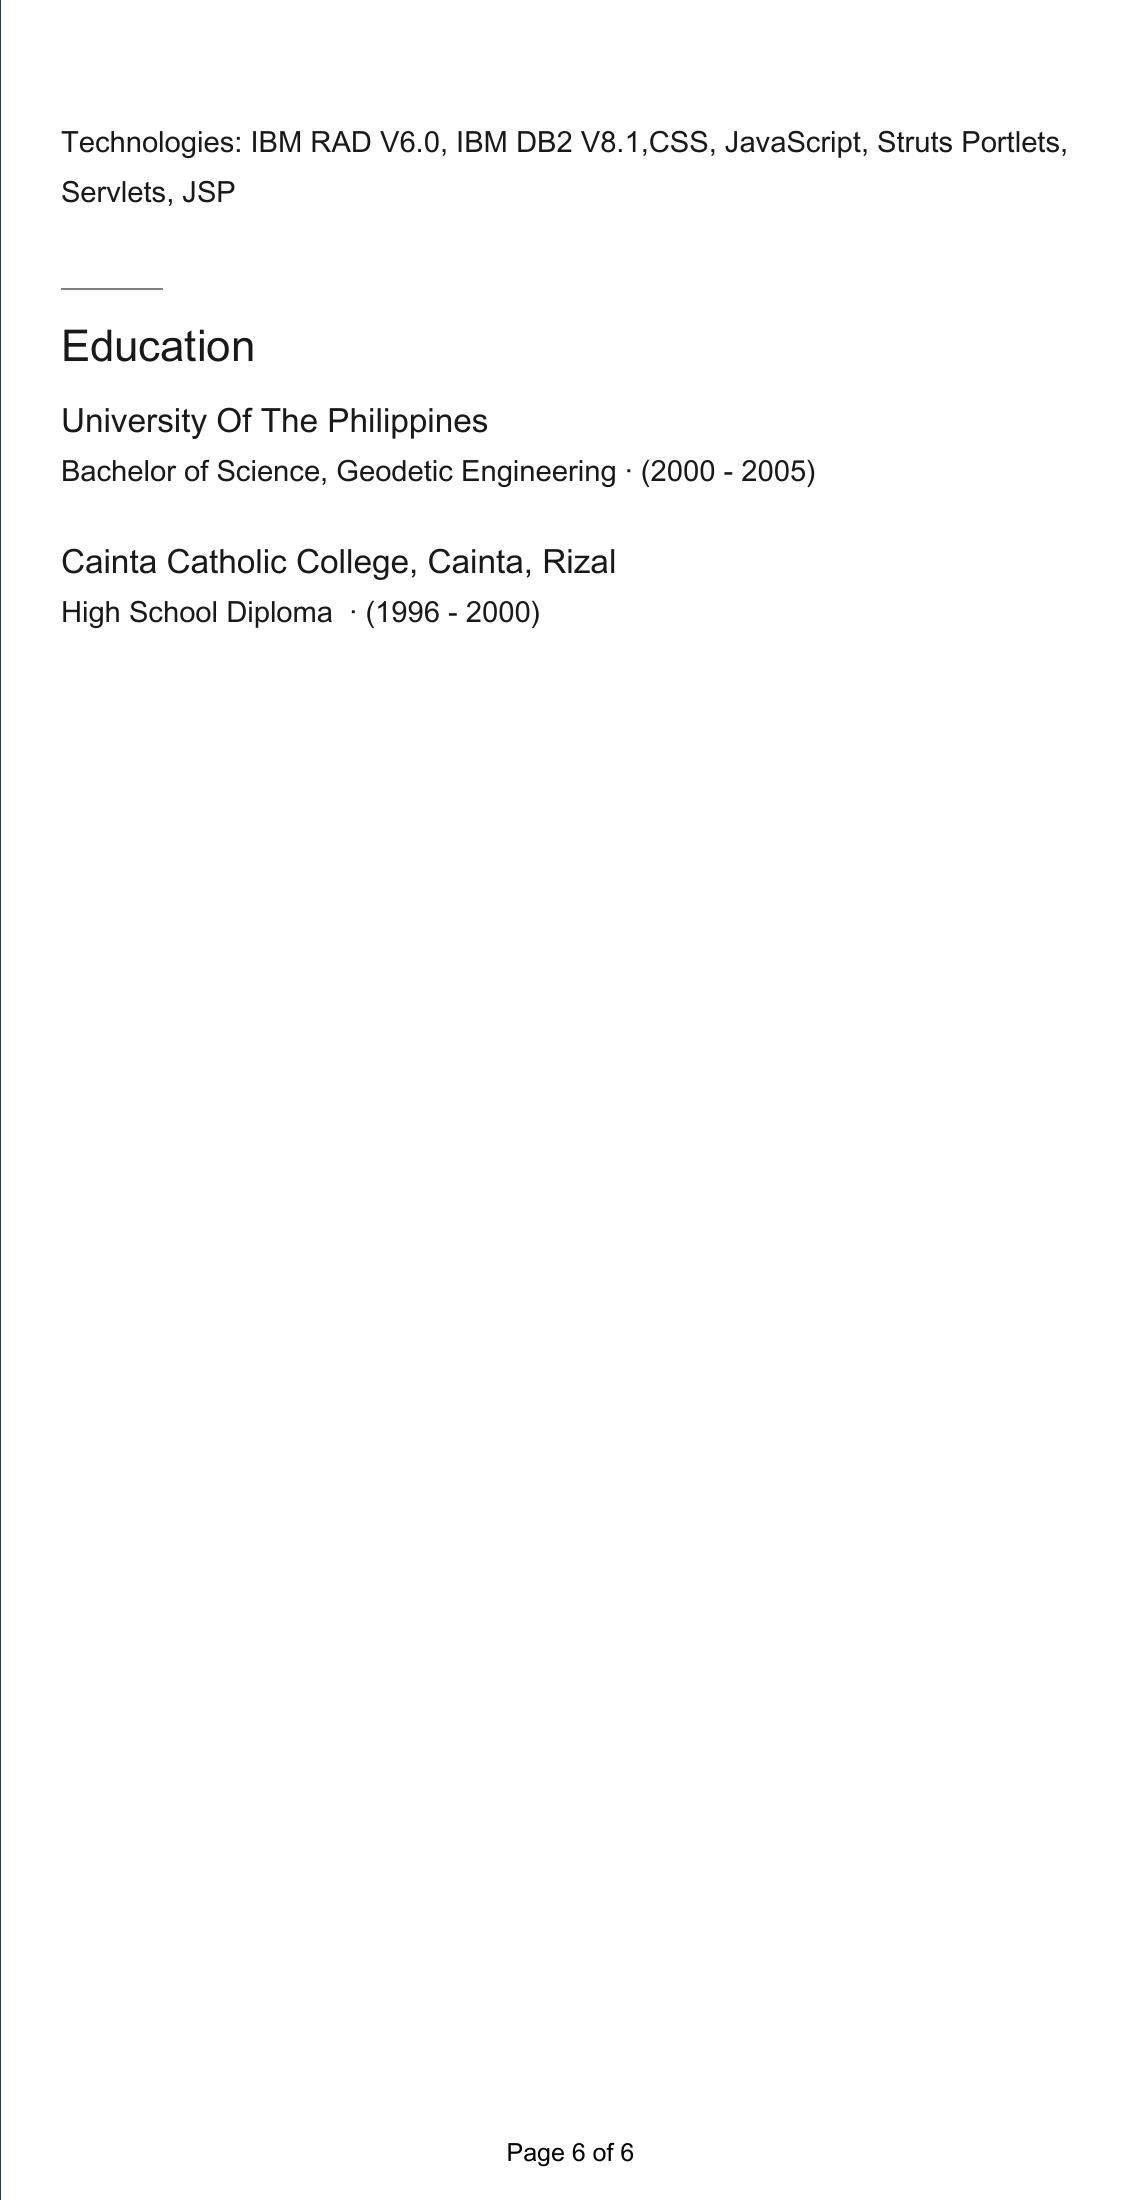 Technologies: IBM RAD V6.0, IBM DB2 V8.1,CSS, JavaScript, Struts Portlets,
Servlets, JSP
Education
University Of The Philippines
Bachelor of Science, Geodetic Engineering · (2000 - 2005)
Cainta Catholic College, Cainta, Rizal
High School Diploma  · (1996 - 2000)
Page 6 of 6